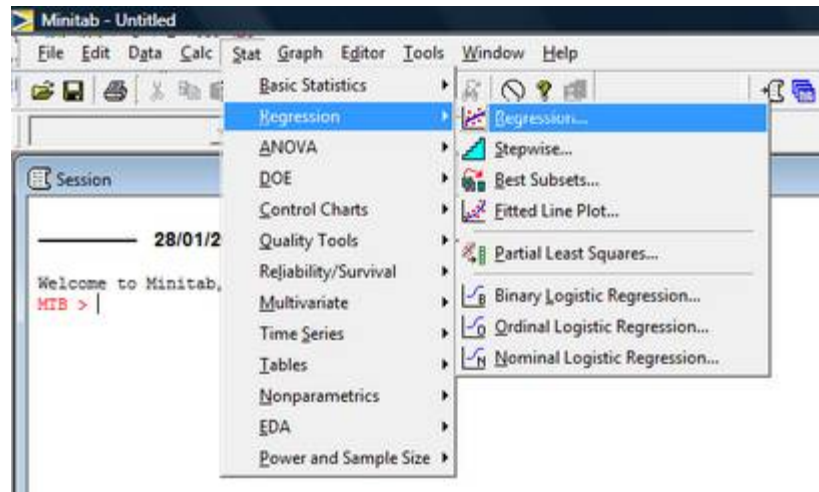 Minitab - Untitled
File Edit Data Calc Stat Graph Editor Tools Window Help
Basic Statistics
Regression
ANOVA
DOE
Control Charts
Quality Tools
Reliability/Survival
Multivariate
Time Series
Tables
Nonparametrics
EDA
Power and Sample Size
Regression...
Stepwise...
Best Subsets...
Fitted Line Plot...
Partial Least Squares...
Binary Logistic Regression...
Ordinal Logistic Regression...
Nominal Logistic Regression...
Session
28/01/2
Welcome to Minitab,
MTB >